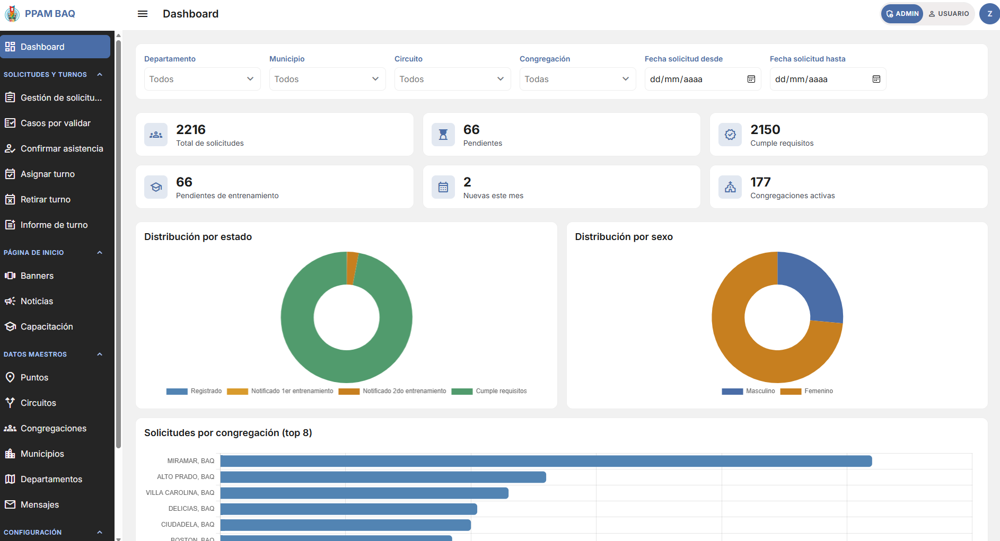 PPAM BAQ
Dashboard
ADMIN
USUARIO
Z
Dashboard
SOLICITUDES Y TURNOS
Gestión de solicitu...
Casos por validar
Confirmar asistencia
Asignar turno
Retirar turno
Informe de turno
PÁGINA DE INICIO
Banners
Noticias
Capacitación
DATOS MAESTROS
Puntos
Circuitos
Congregaciones
Municipios
Departamentos
Mensajes
CONFIGURACIÓN
Departamento
Todos
Municipio
Todos
Circuito
Todos
Congregación
Todas
Fecha solicitud desde
dd/mm/aaaa
Fecha solicitud hasta
dd/mm/aaaa
2216
Total de solicitudes
66
Pendientes
2150
Cumple requisitos
66
Pendientes de entrenamiento
2
Nuevas este mes
177
Congregaciones activas
Distribución por estado
Registrado
Notificado 1er entrenamiento
Notificado 2do entrenamiento
Cumple requisitos
Distribución por sexo
Masculino
Femenino
Solicitudes por congregación (top 8)
MIRAMAR, BAQ
ALTO PRADO, BAQ
VILLA CAROLINA, BAQ
DELICIAS, BAQ
CIUDADELA, BAQ
BOSTON, BAQ